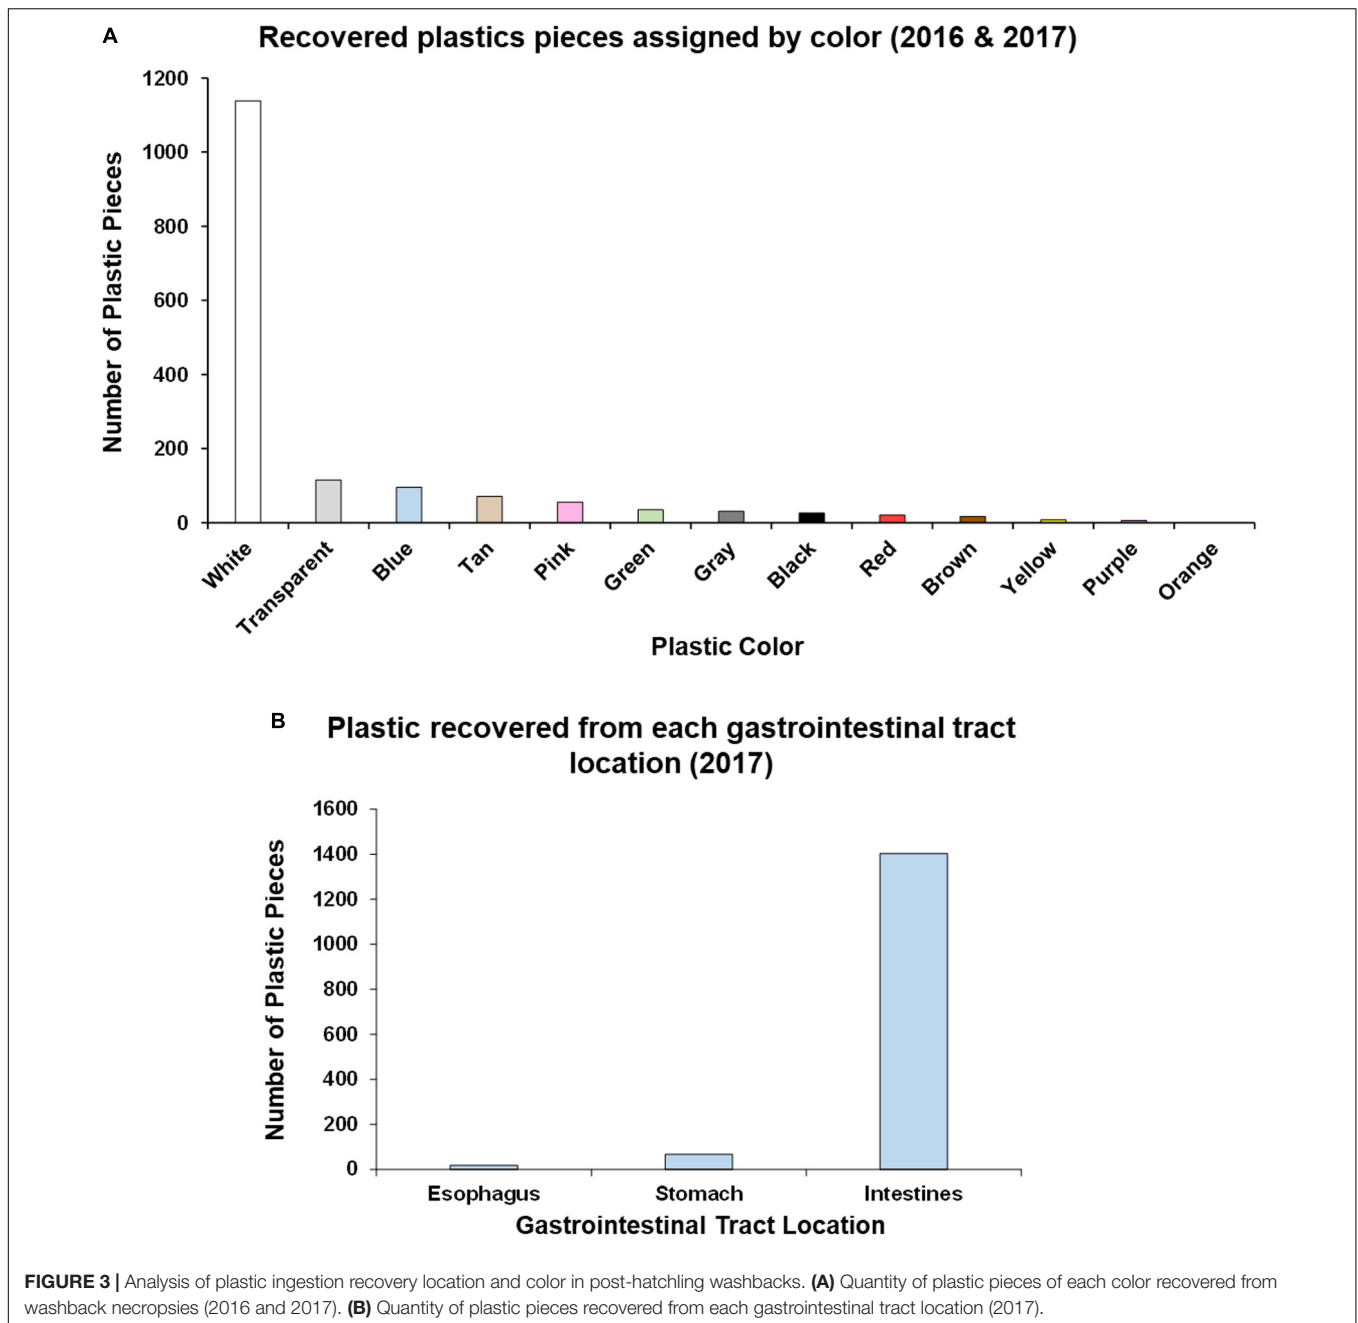 A
Recovered plastics pieces assigned by color (2016 & 2017)
Number of Plastic Pieces
1200
1000
800
600
400
200
0
White
Transparent
Blue
Tan
Pink
Green
Gray
Black
Red
Brown
Yellow
Purple
Orange
Plastic Color
B
Plastic recovered from each gastrointestinal tract
location (2017)
Number of Plastic Pieces
1600
1400
1200
1000
800
600
400
200
0
Esophagus
Stomach
Intestines
Gastrointestinal Tract Location
FIGURE 3 | Analysis of plastic ingestion recovery location and color in post-hatchling washbacks. (A) Quantity of plastic pieces of each color recovered from
washback necropsies (2016 and 2017). (B) Quantity of plastic pieces recovered from each gastrointestinal tract location (2017).